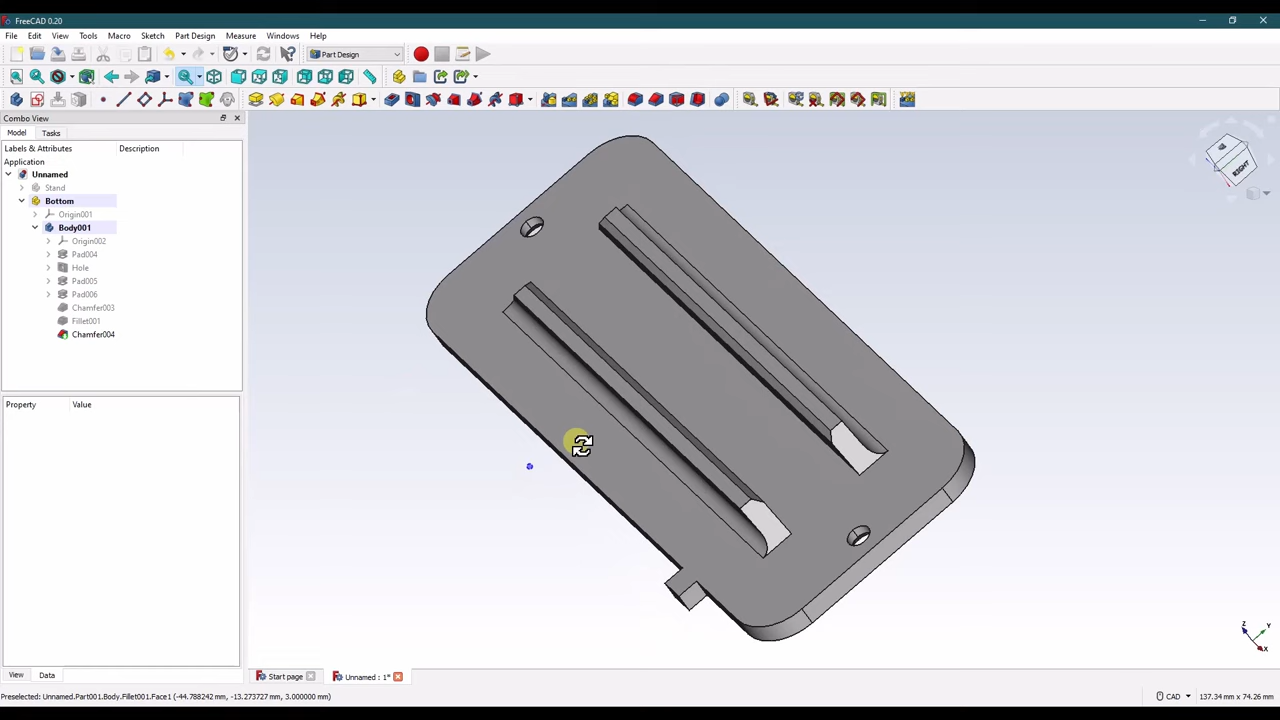 FreeCAD 0.20
File Edit View Tools Macro Sketch Part Design Measure Windows Help
Part Design
Combo View
Model Tasks
Labels & Attributes Description
Application
Unnamed
Stand
Bottom
Origin001
Body001
Origin002
Pad004
Hole
Pad005
Pad006
Chamfer003
Fillet001
Chamfer004
RIGHT
Property Value
Z
Y
X
View Data
Start page
Unnamed : 1*
Preselected: Unnamed.Part001.Body.Fillet001.Face1 (-44.788242 mm, -13.273727 mm, 3.000000 mm)
CAD
137.34 mm x 74.26 mm